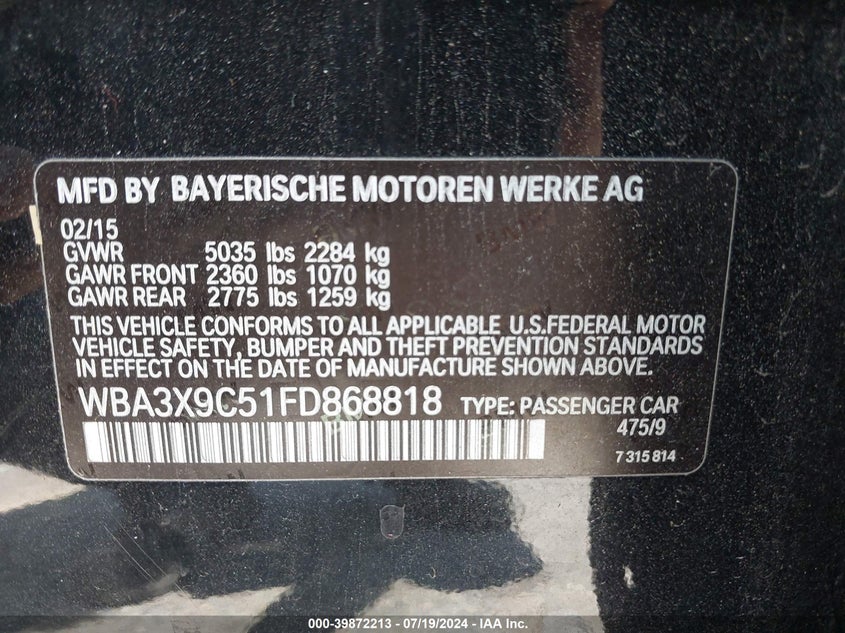 MFD BY BAYERISCHE MOTOREN WERKE AG
02/15
GVWR 5035 lbs 2284 kg
GAWR FRONT 2360 lbs 1070 kg
GAWR REAR 2775 lbs 1259 kg
THIS VEHICLE CONFORMS TO ALL APPLICABLE U.S.FEDERAL MOTOR
VEHICLE SAFETY, BUMPER AND THEFT PREVENTION STANDARDS
IN EFFECT ON THE DATE OF MANUFACTURE SHOWN ABOVE.
WBA3X9C51FD868818 TYPE: PASSENGER CAR
475/9
7 315 814
000-39872213 / 07/19/2024 - IAA Inc.